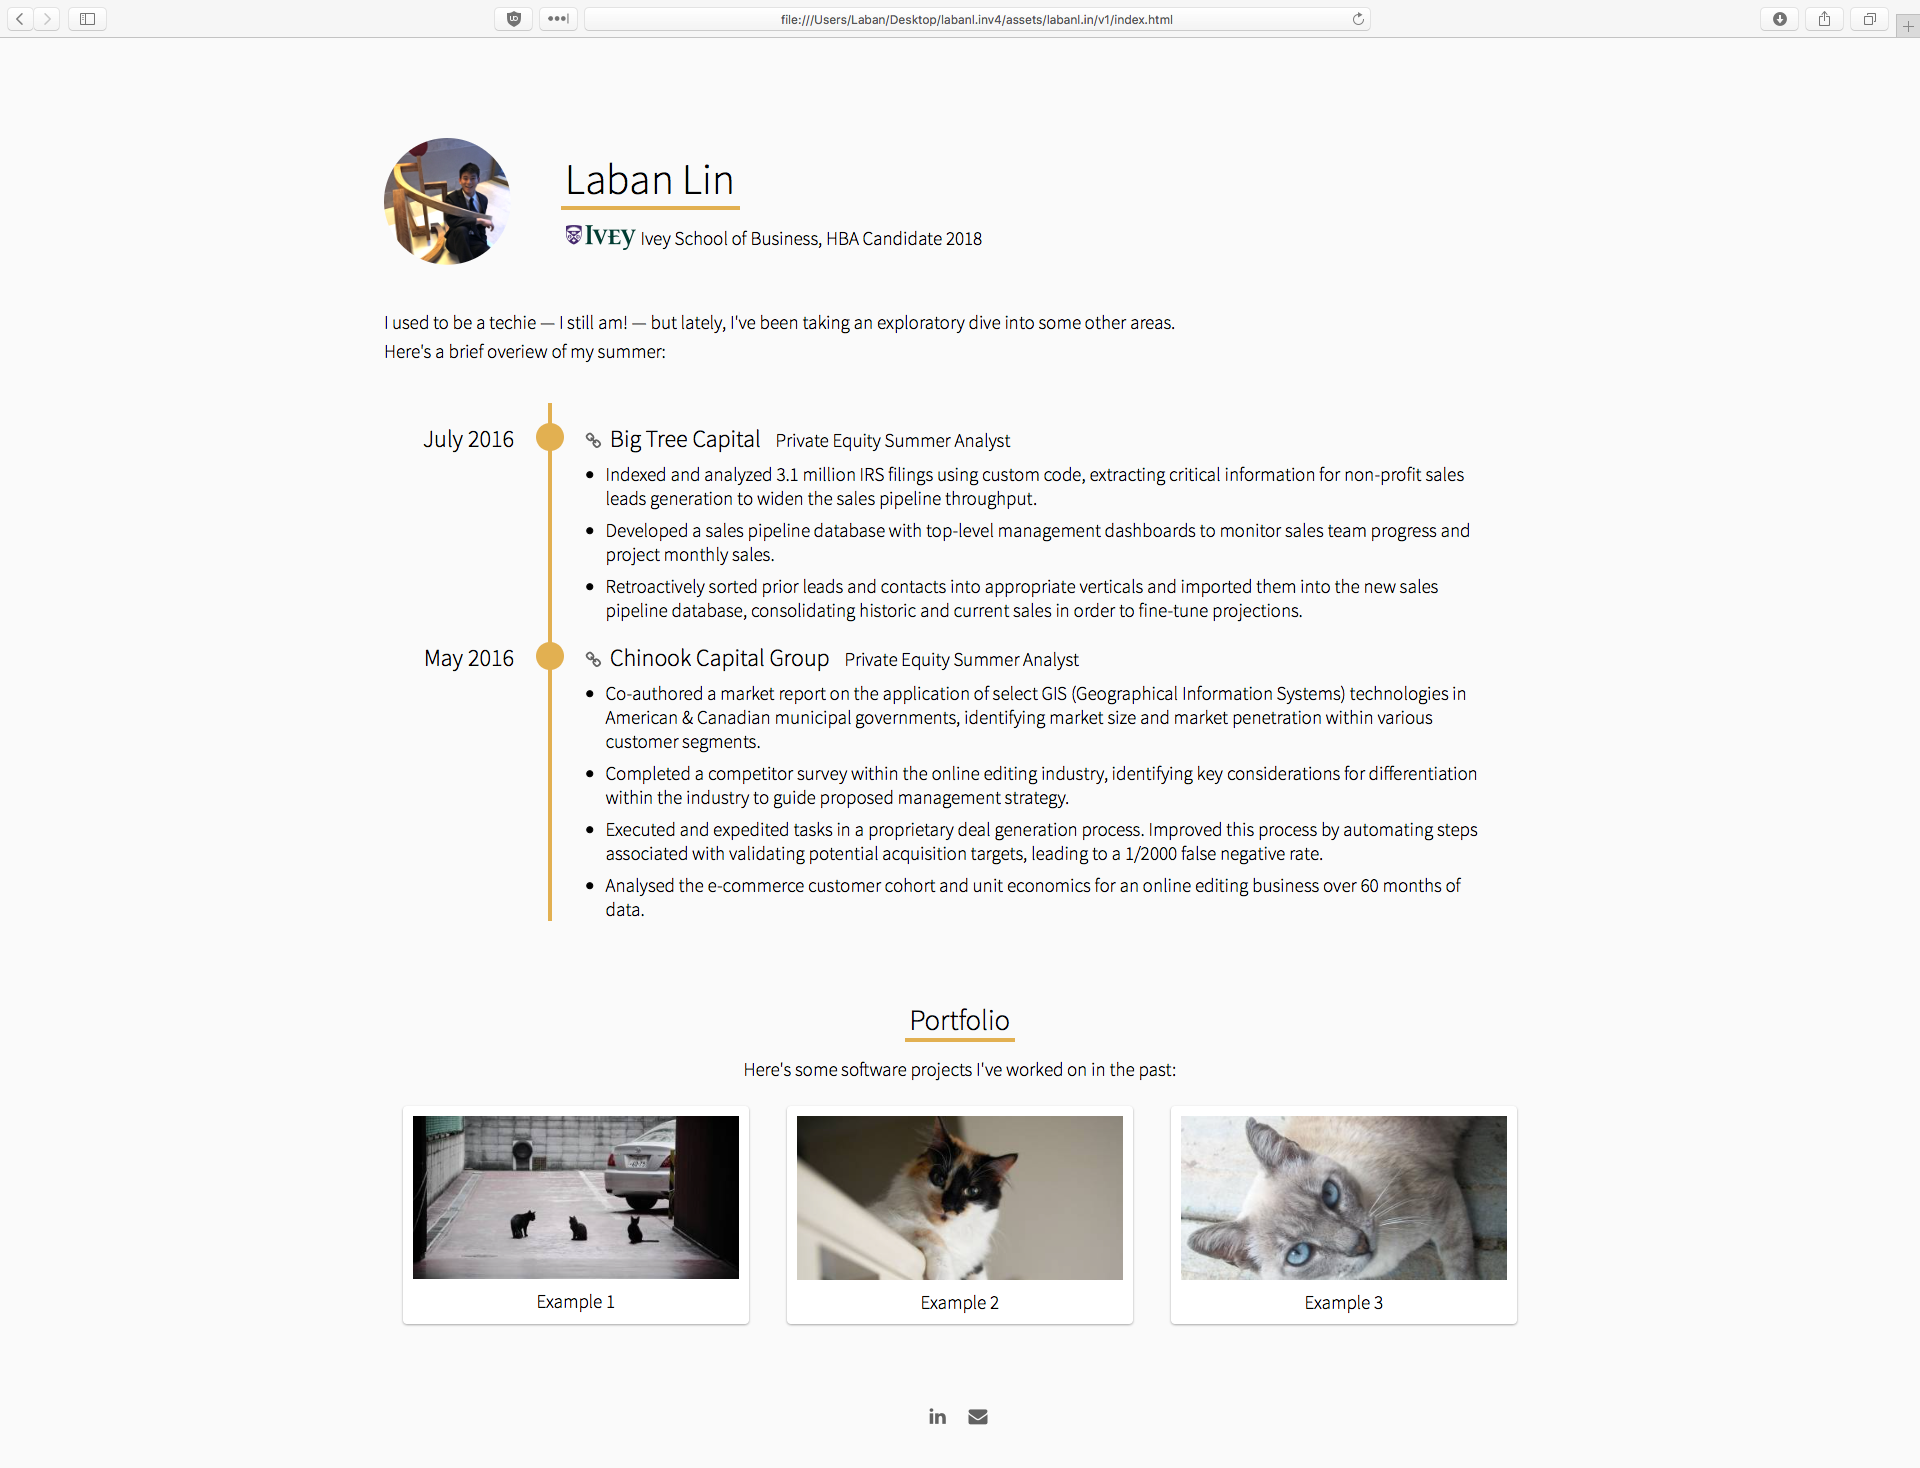 file:///Users/Laban/Desktop/labanl.inv4/assets/labanl.in/v1/index.html
Laban Lin
IVEY Ivey School of Business, HBA Candidate 2018
I used to be a techie — I still am! — but lately, I've been taking an exploratory dive into some other areas.
Here's a brief overiew of my summer:
July 2016
Big Tree Capital Private Equity Summer Analyst
• Indexed and analyzed 3.1 million IRS filings using custom code, extracting critical information for non-profit sales
leads generation to widen the sales pipeline throughput.
• Developed a sales pipeline database with top-level management dashboards to monitor sales team progress and
project monthly sales.
• Retroactively sorted prior leads and contacts into appropriate verticals and imported them into the new sales
pipeline database, consolidating historic and current sales in order to fine-tune projections.
May 2016
Chinook Capital Group Private Equity Summer Analyst
• Co-authored a market report on the application of select GIS (Geographical Information Systems) technologies in
American & Canadian municipal governments, identifying market size and market penetration within various
customer segments.
• Completed a competitor survey within the online editing industry, identifying key considerations for differentiation
within the industry to guide proposed management strategy.
• Executed and expedited tasks in a proprietary deal generation process. Improved this process by automating steps
associated with validating potential acquisition targets, leading to a 1/2000 false negative rate.
• Analysed the e-commerce customer cohort and unit economics for an online editing business over 60 months of
data.
Portfolio
Here's some software projects I've worked on in the past:
Example 1
Example 2
Example 3
in